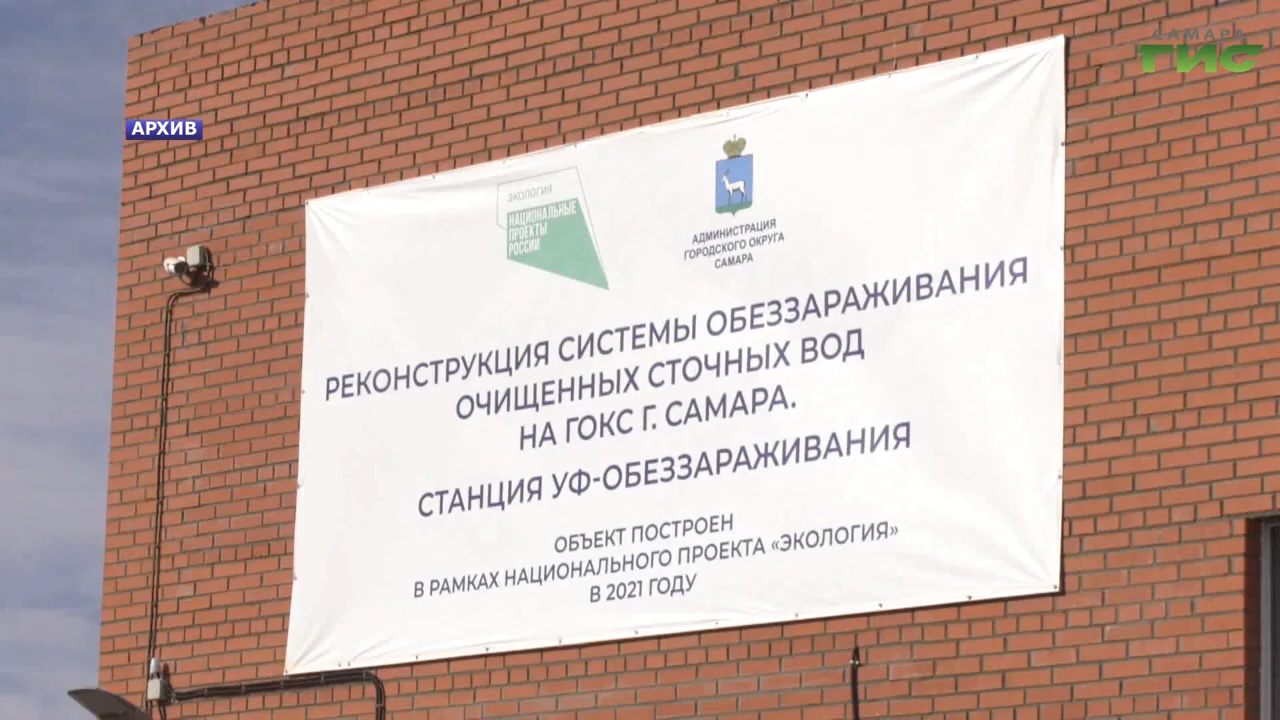 САМАРА
ГИС
АРХИВ
ЭКОЛОГИЯ
НАЦИОНАЛЬНЫЕ
ПРОЕКТЫ
РОССИИ
АДМИНИСТРАЦИЯ
ГОРОДСКОГО ОКРУГА
САМАРА
РЕКОНСТРУКЦИЯ СИСТЕМЫ ОБЕЗЗАРАЖИВАНИЯ
ОЧИЩЕННЫХ СТОЧНЫХ ВОД
НА ГОКС Г. САМАРА.
СТАНЦИЯ УФ-ОБЕЗЗАРАЖИВАНИЯ
ОБЪЕКТ ПОСТРОЕН
В РАМКАХ НАЦИОНАЛЬНОГО ПРОЕКТА «ЭКОЛОГИЯ»
В 2021 ГОДУ